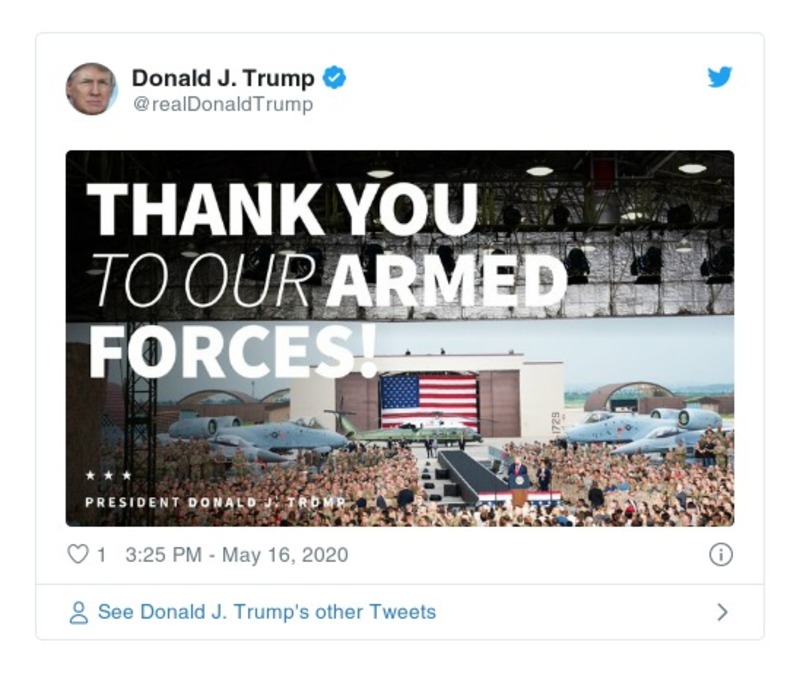 Donald J. Trump
@realDonaldTrump
THANK YOU
TO OUR ARMED
FORCES!
1729
PRESIDENT DONALD J. TRUMP
1 3:25 PM - May 16, 2020
See Donald J. Trump's other Tweets